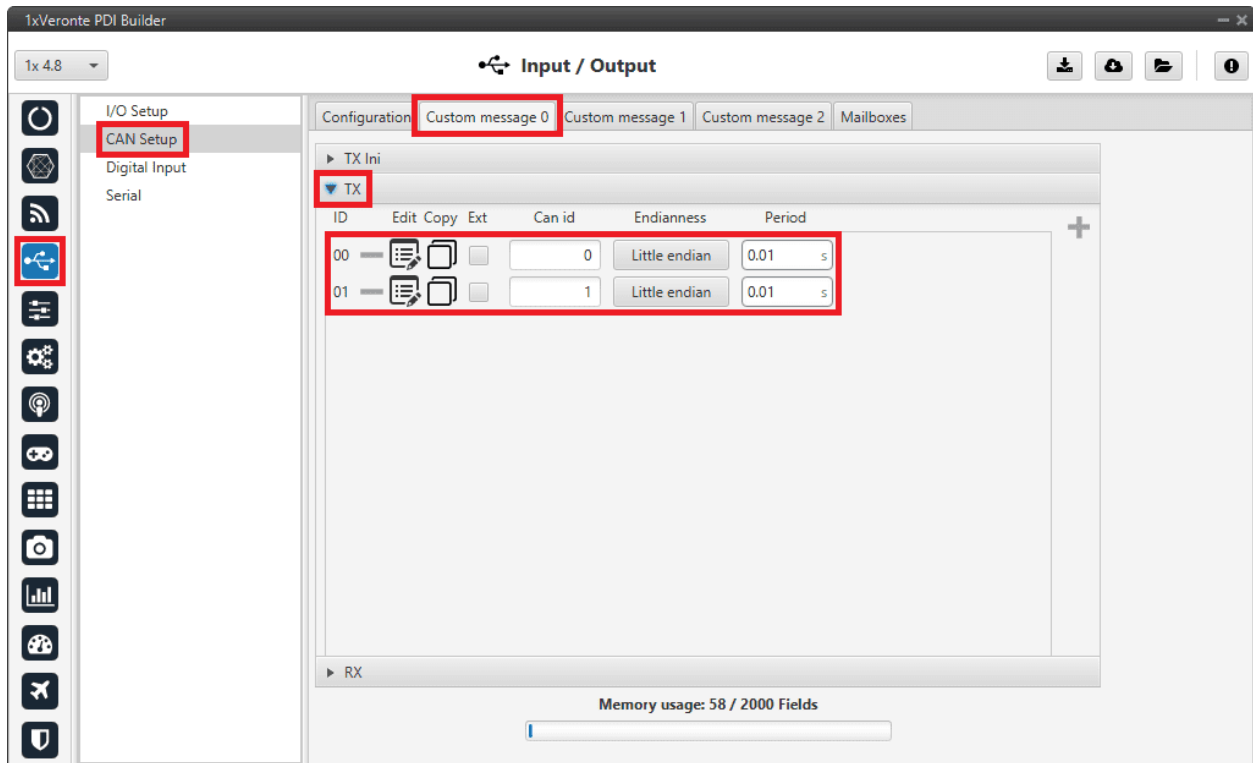 1xVeronte PDI Builder
1x 4.8
Input / Output
I/O Setup
CAN Setup
Digital Input
Serial
Configuration Custom message 0 Custom message 1 Custom message 2 Mailboxes
TX Ini
TX
ID Edit Copy Ext Can id Endianness Period
00 0 Little endian 0.01 s
01 1 Little endian 0.01 s
RX
Memory usage: 58 / 2000 Fields